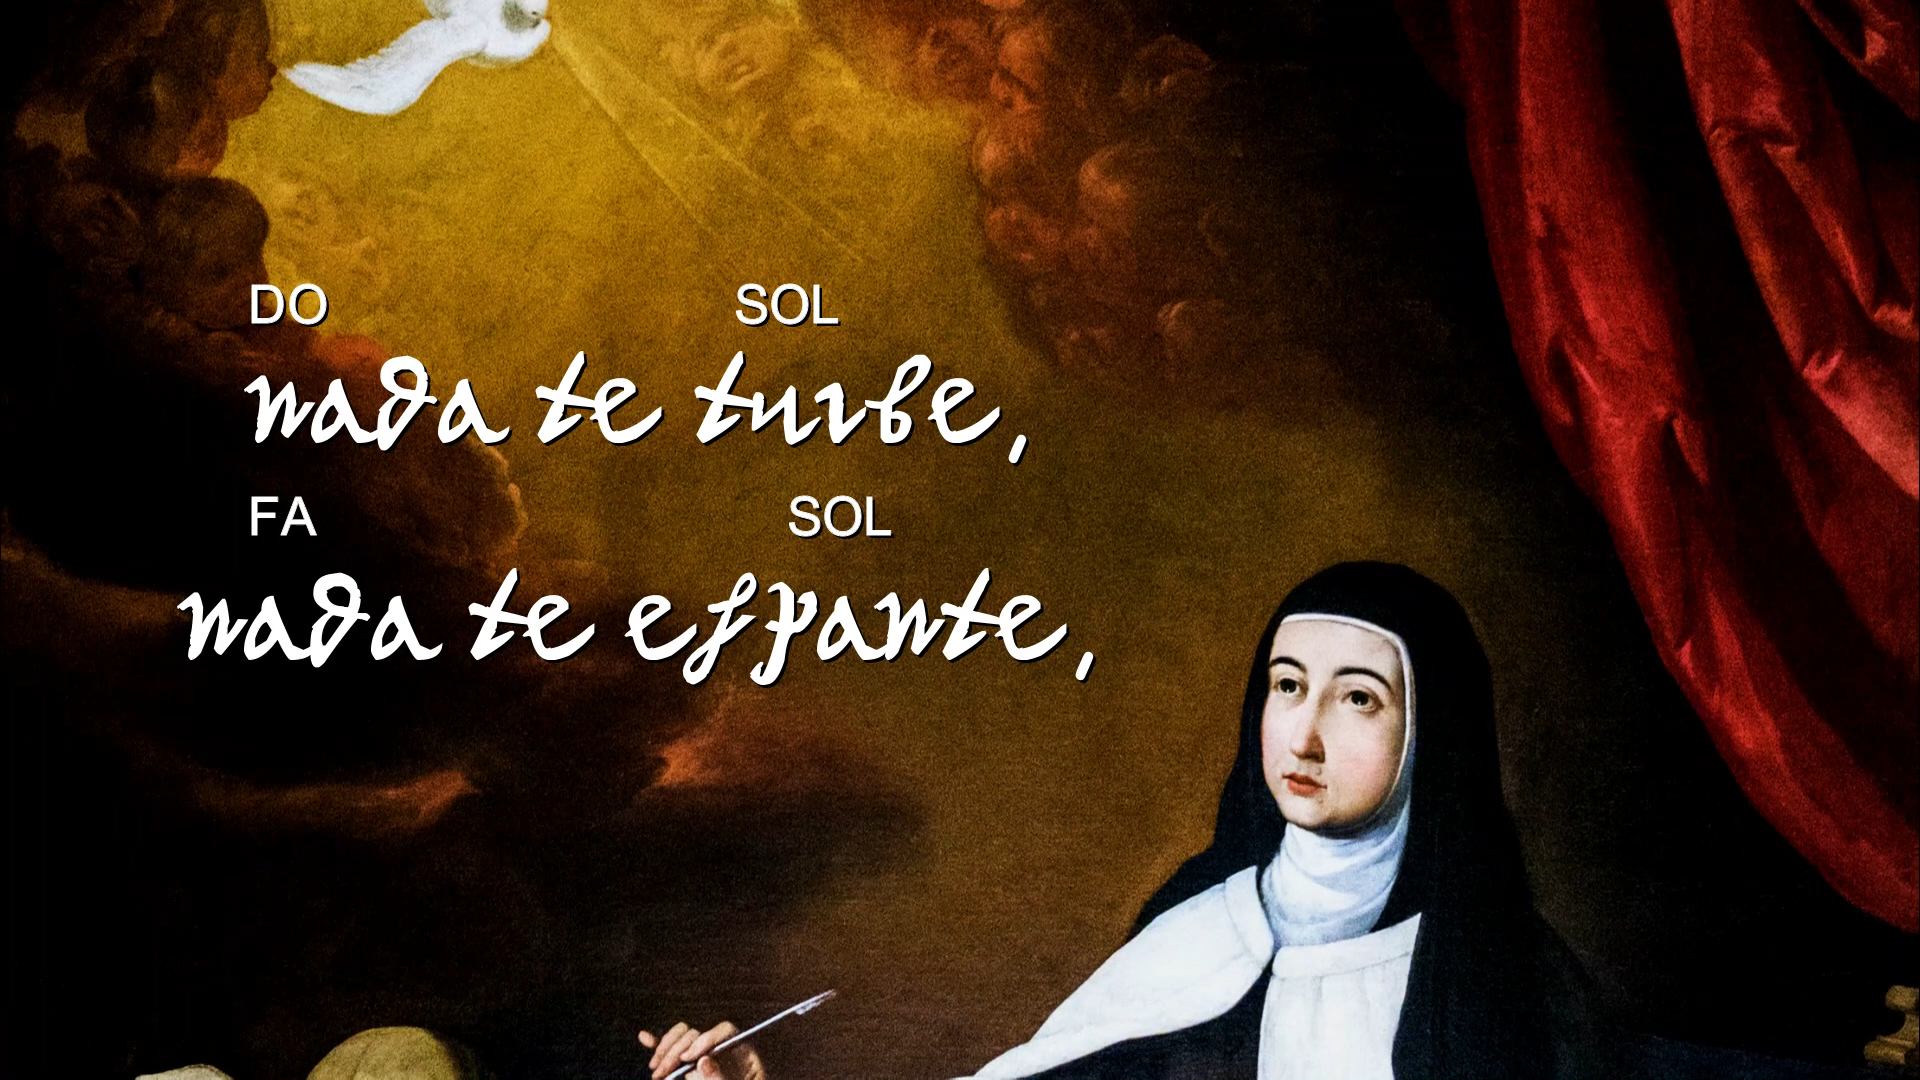 DO SOL
nada te turbe,
FA SOL
nada te eſpante,